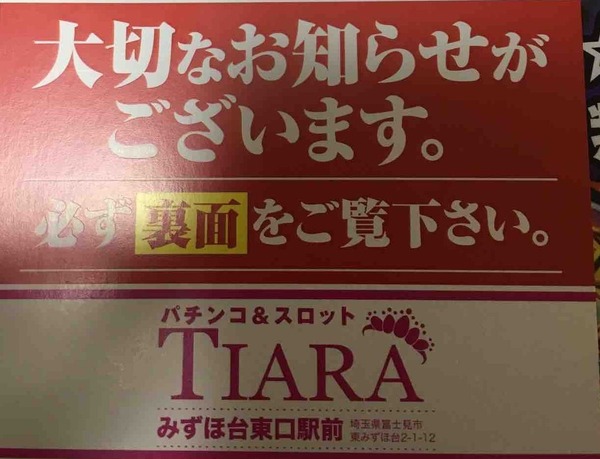 大切なお知らせが
ございます。
必ず裏面をご覧下さい。
パチンコ&スロット
TIARA
みずほ台東口駅前
埼玉県富士見市
東みずほ台2-1-12